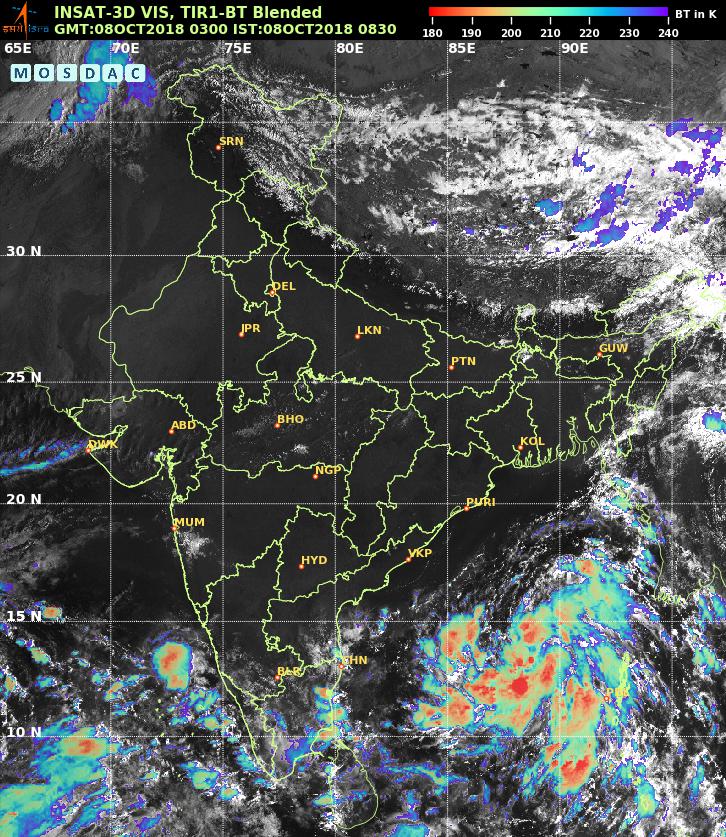 INSAT-3D VIS, TIR1-BT Blended
GMT:08OCT2018 0300 IST:08OCT2018 0830
BT in K
180 190 200 210 220 230 240
65E 70E 75E 80E 85E 90E
MOSDAC
SRN
30 N
DEL
JPR LKN
GUW
PTN
25 N
ABD BHO
DWK KOL
NGP
20 N PURI
MUM
HYD VKP
15 N
BLR CHN
10 N